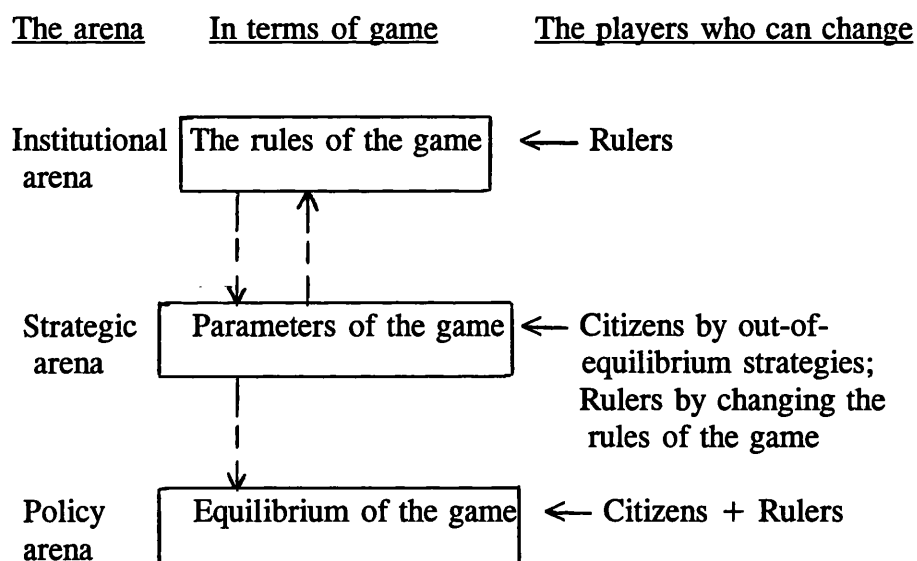 The arena In terms of game The players who can change
Institutional arena The rules of the game ← Rulers
Strategic arena Parameters of the game ← Citizens by out-of-
equilibrium strategies;
Rulers by changing the
rules of the game
Policy arena Equilibrium of the game ← Citizens + Rulers